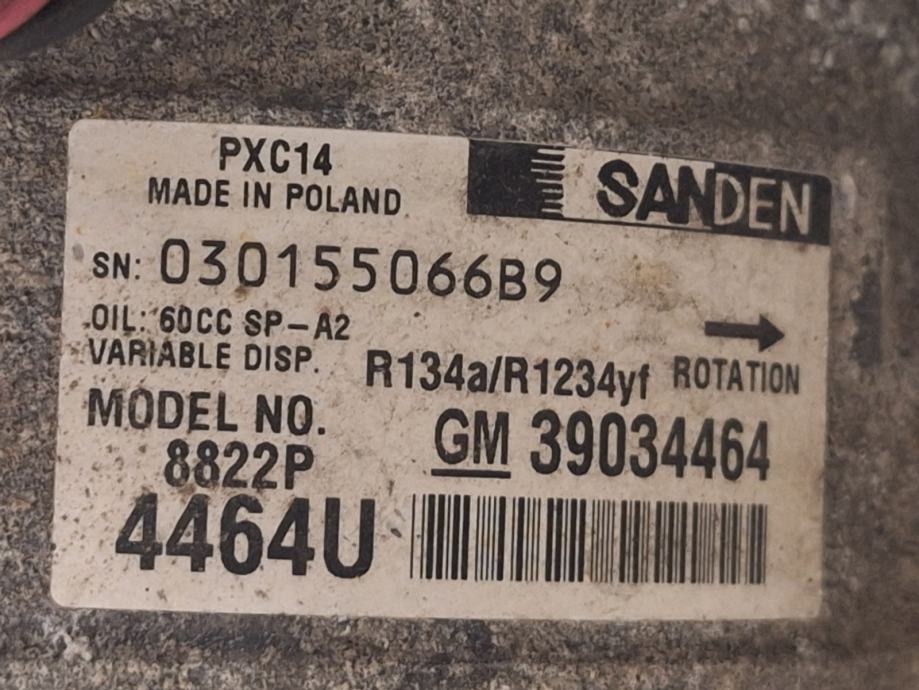 PXC14
MADE IN POLAND
SANDEN
SN: 030155066B9
OIL: 60CC SP-A2
VARIABLE DISP.
R134a/R1234yf
ROTATION
MODEL NO.
8822P
GM 39034464
4464U